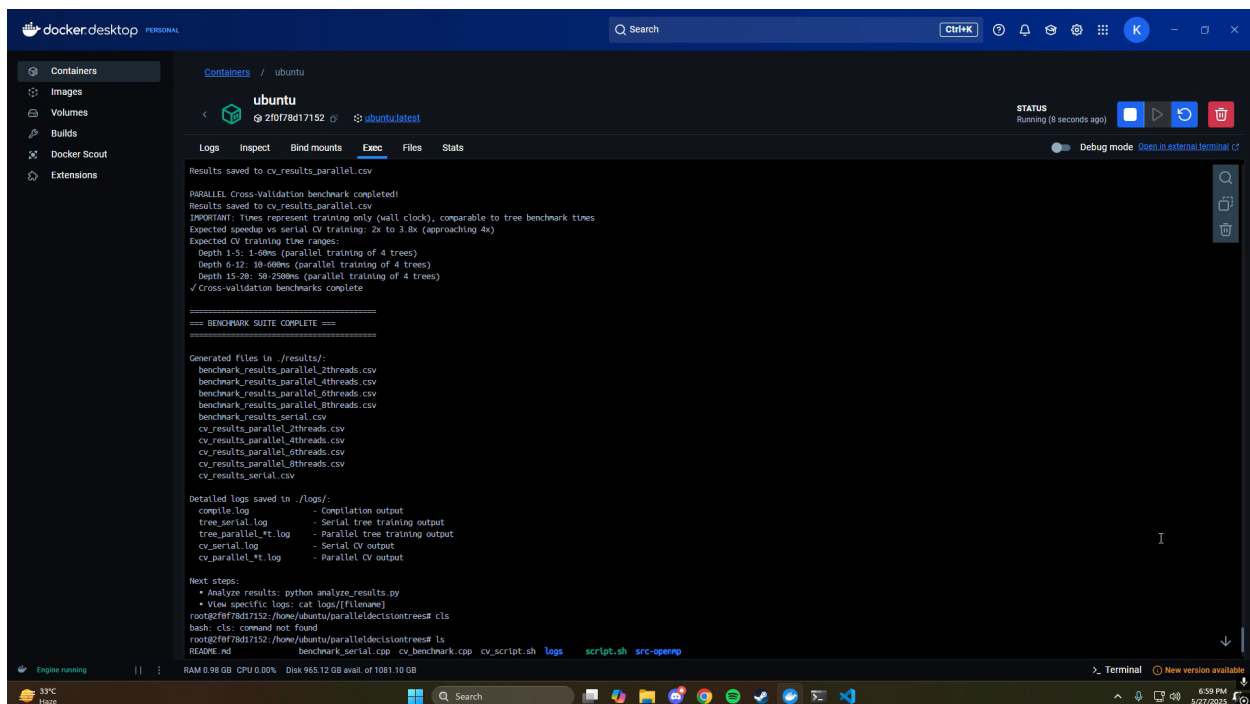 docker.desktop PERSONAL
Search
Ctrl+K
K
Containers
Images
Volumes
Builds
Docker Scout
Extensions
Containers / ubuntu
ubuntu
2f0f78d17152
ubuntu:latest
STATUS
Running (8 seconds ago)
Logs Inspect Bind mounts Exec Files Stats
Debug mode Open in external terminal
Results saved to cv_results_parallel.csv
PARALLEL Cross-Validation benchmark completed!
Results saved to cv_results_parallel.csv
IMPORTANT: Times represent training only (wall clock), comparable to tree benchmark times
Expected speedup vs serial CV training: 2x to 3.8x (approaching 4x)
Expected CV training time ranges:
Depth 1-5: 1-60ms (parallel training of 4 trees)
Depth 6-12: 10-600ms (parallel training of 4 trees)
Depth 15-20: 50-2500ms (parallel training of 4 trees)
✓ Cross-validation benchmarks complete
========================================
=== BENCHMARK SUITE COMPLETE ===
========================================
Generated files in ./results/:
benchmark_results_parallel_2threads.csv
benchmark_results_parallel_4threads.csv
benchmark_results_parallel_6threads.csv
benchmark_results_parallel_8threads.csv
benchmark_results_serial.csv
cv_results_parallel_2threads.csv
cv_results_parallel_4threads.csv
cv_results_parallel_6threads.csv
cv_results_parallel_8threads.csv
cv_results_serial.csv
Detailed logs saved in ./logs/:
compile.log - Compilation output
tree_serial.log - Serial tree training output
tree_parallel_*t.log - Parallel tree training output
cv_serial.log - Serial CV output
cv_parallel_*t.log - Parallel CV output
Next steps:
• Analyze results: python analyze_results.py
• View specific logs: cat logs/[filename]
root@2f0f78d17152:/home/ubuntu/paralleldecisiontrees# cls
bash: cls: command not found
root@2f0f78d17152:/home/ubuntu/paralleldecisiontrees# ls
README.md benchmark_serial.cpp cv_benchmark.cpp cv_script.sh logs script.sh src-openmp
Engine running
RAM 0.98 GB CPU 0.00% Disk 965.12 GB avail. of 1081.10 GB
>_ Terminal
New version available
33°C
Haze
Search
6:59 PM
5/27/2025